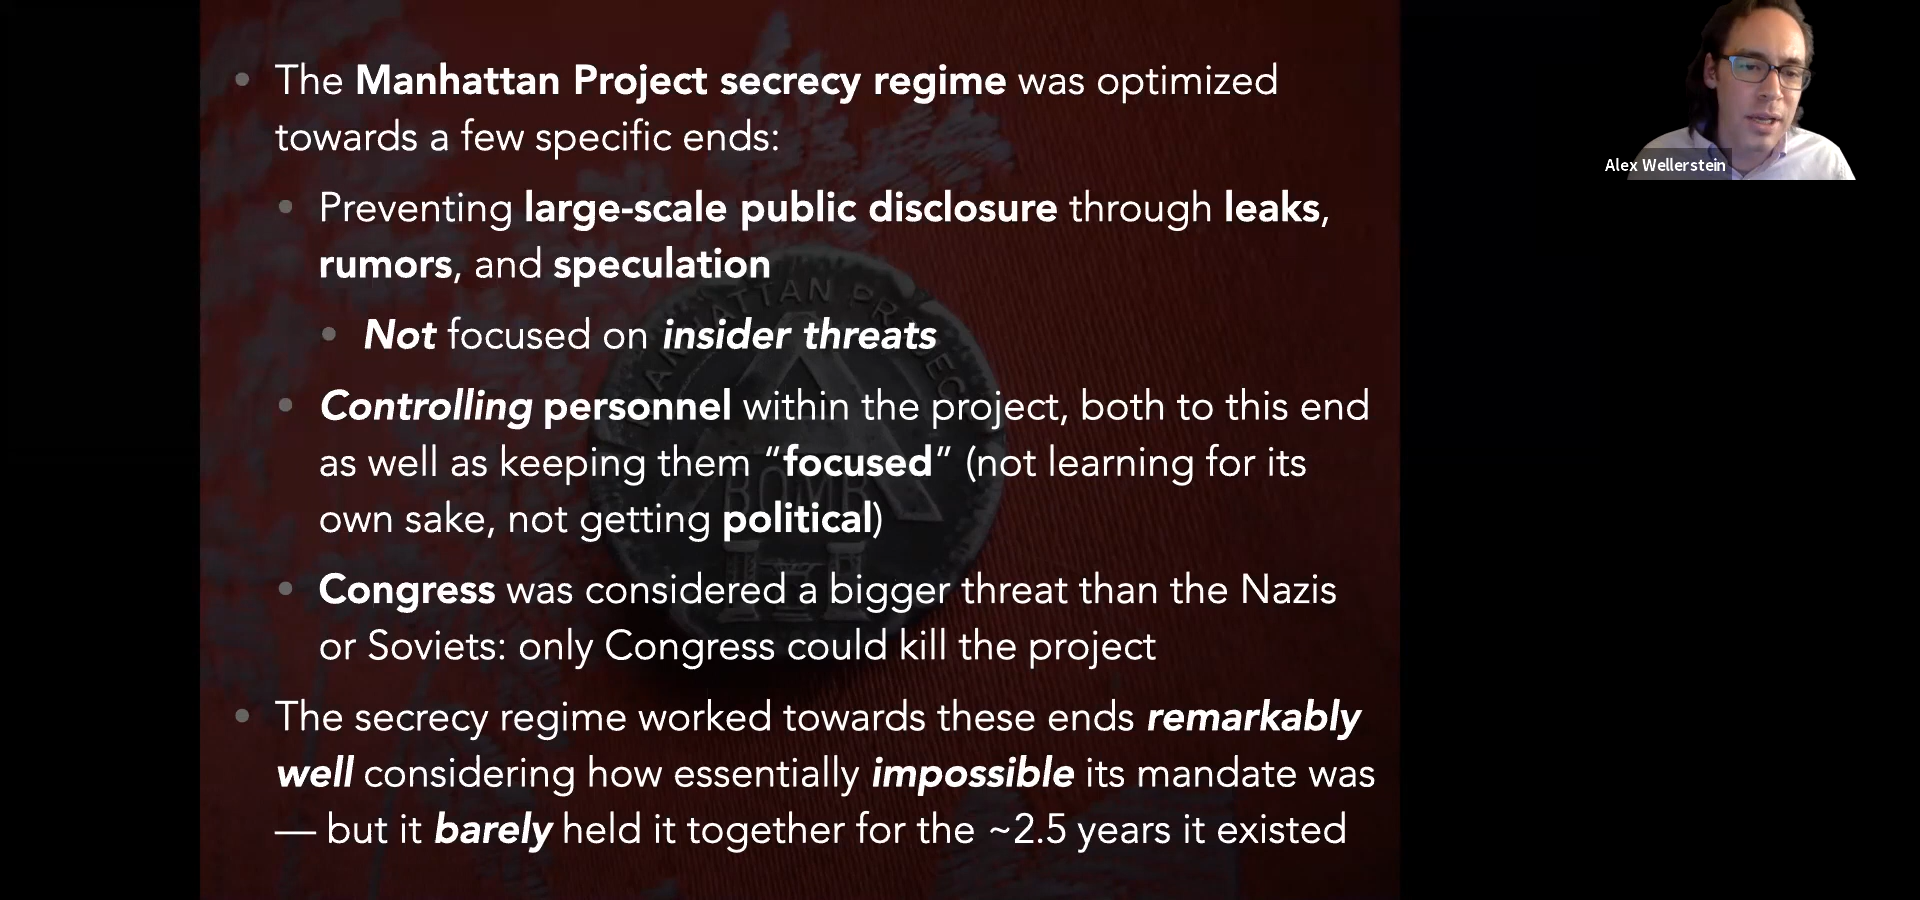 • The Manhattan Project secrecy regime was optimized
towards a few specific ends:
• Preventing large-scale public disclosure through leaks,
rumors, and speculation
• Not focused on insider threats
• Controlling personnel within the project, both to this end
as well as keeping them “focused” (not learning for its
own sake, not getting political)
• Congress was considered a bigger threat than the Nazis
or Soviets: only Congress could kill the project
• The secrecy regime worked towards these ends remarkably
well considering how essentially impossible its mandate was
— but it barely held it together for the ~2.5 years it existed
Alex Wellerstein
MANHATTAN PROJECT
A
BOMB